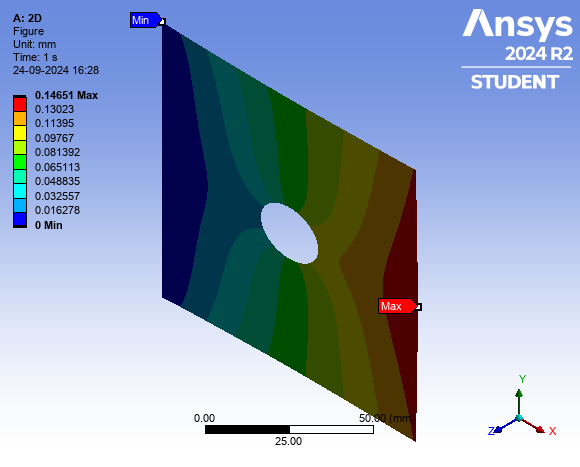 A: 2D
Figure
Unit: mm
Time: 1 s
24-09-2024 16:28
Ansys
2024 R2
STUDENT
Min
0.14651 Max
0.13023
0.11395
0.09767
0.081392
0.065113
0.048835
0.032557
0.016278
0 Min
Max
0.00
50.00 (mm)
25.00
Y
Z
X